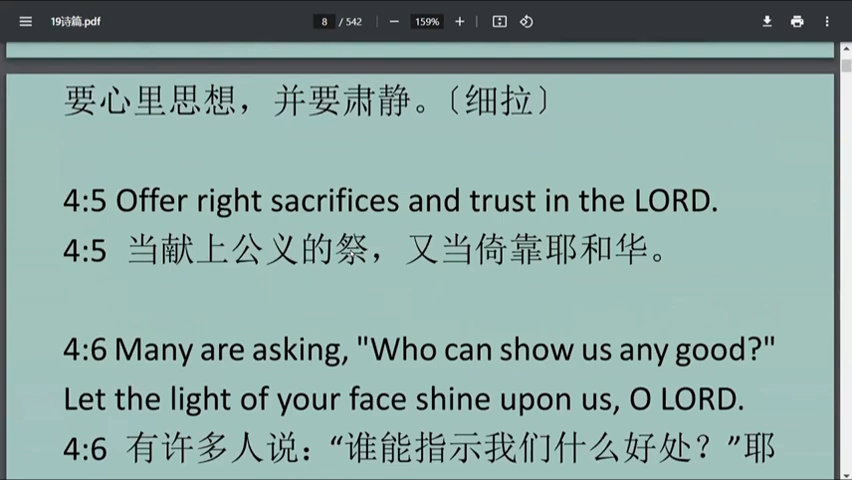 19诗篇.pdf
8 / 542
159%
要心里思想，并要肃静。〔细拉〕
4:5 Offer right sacrifices and trust in the LORD.
4:5 当献上公义的祭，又当倚靠耶和华。
4:6 Many are asking, "Who can show us any good?"
Let the light of your face shine upon us, O LORD.
4:6 有许多人说：“谁能指示我们什么好处？”耶